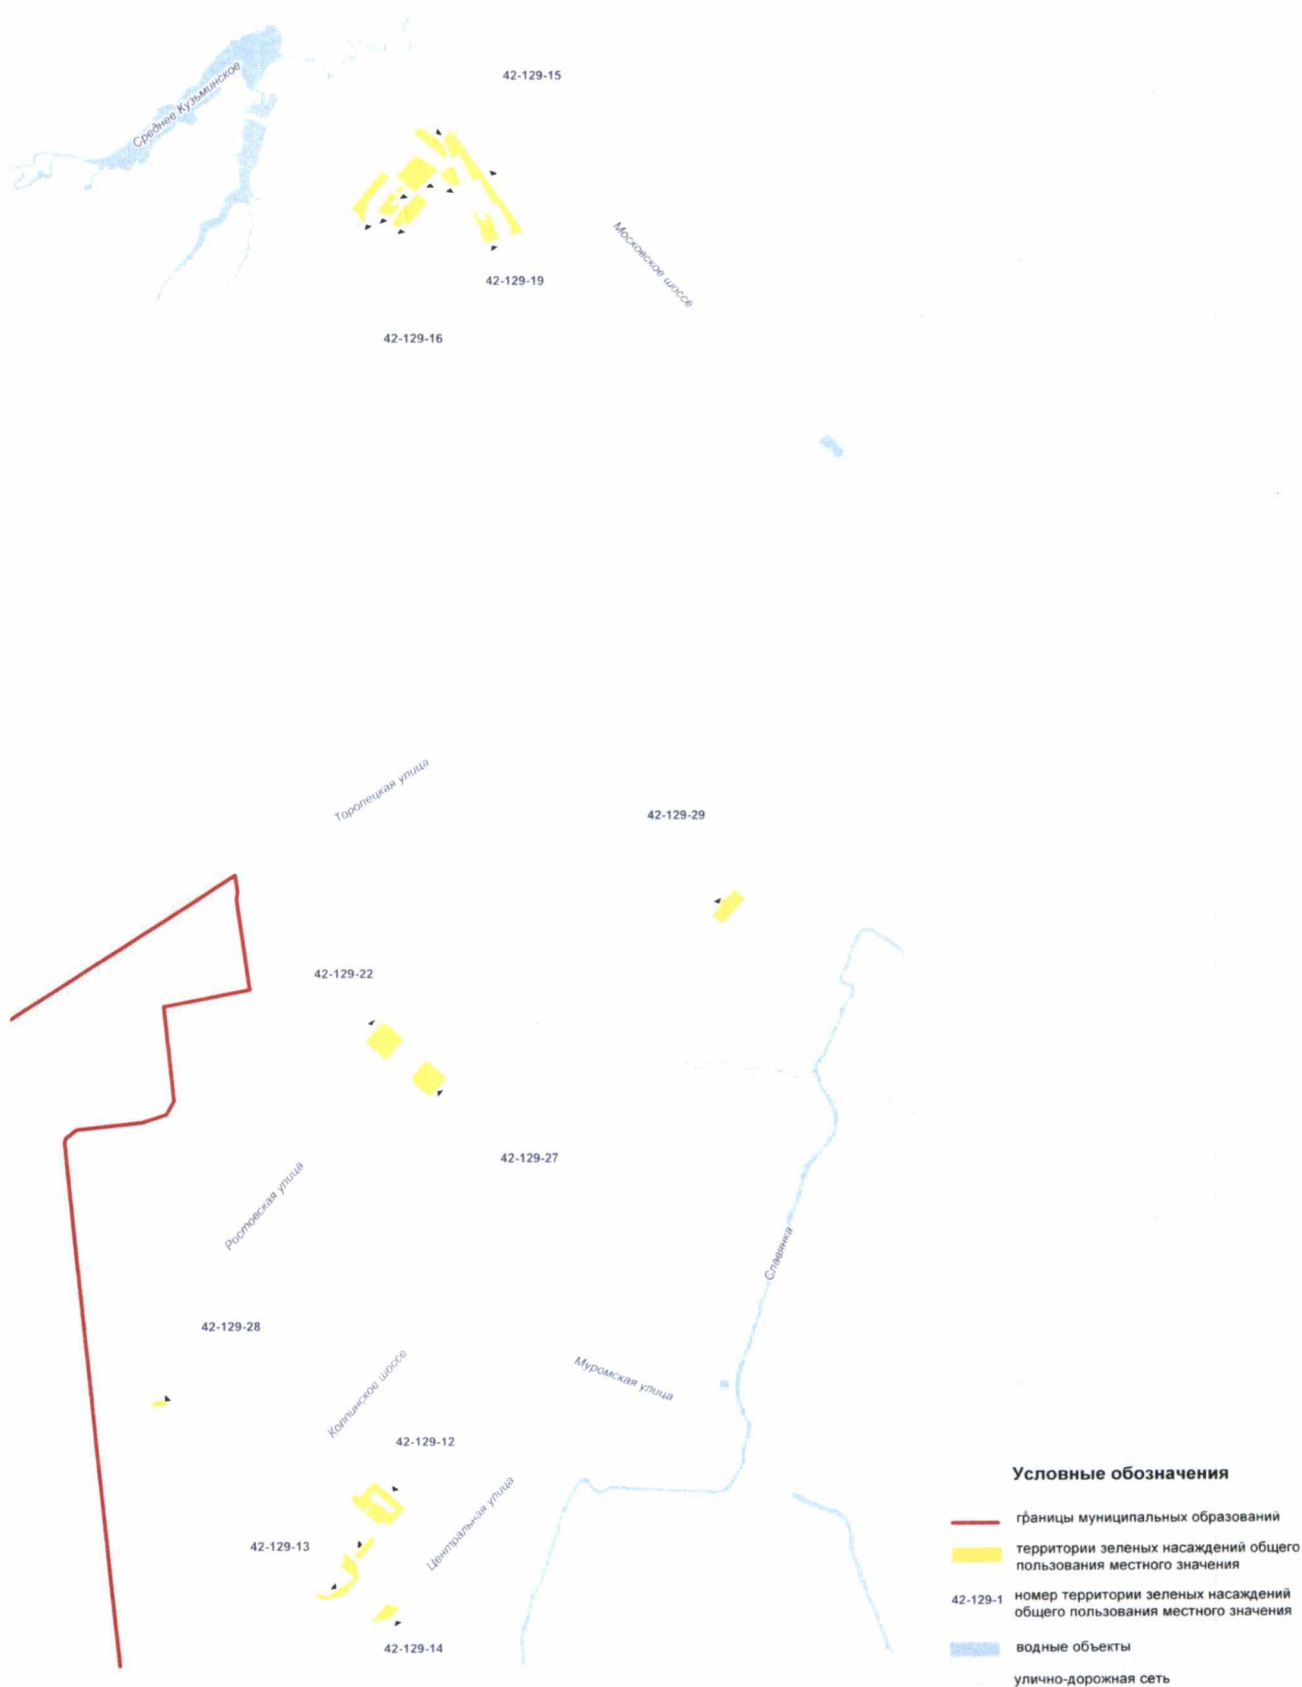 42-129-15
Среднее Кузьминское
Московское шоссе
42-129-19
42-129-16
Торопецкая улица
42-129-29
42-129-22
42-129-27
Ростовская улица
Славянка
42-129-28
Колпинское шоссе
Муромская улица
42-129-12
Центральная улица
42-129-13
42-129-14
Условные обозначения
границы муниципальных образований
территории зеленых насаждений общего
пользования местного значения
42-129-1 номер территории зеленых насаждений
общего пользования местного значения
водные объекты
улично-дорожная сеть